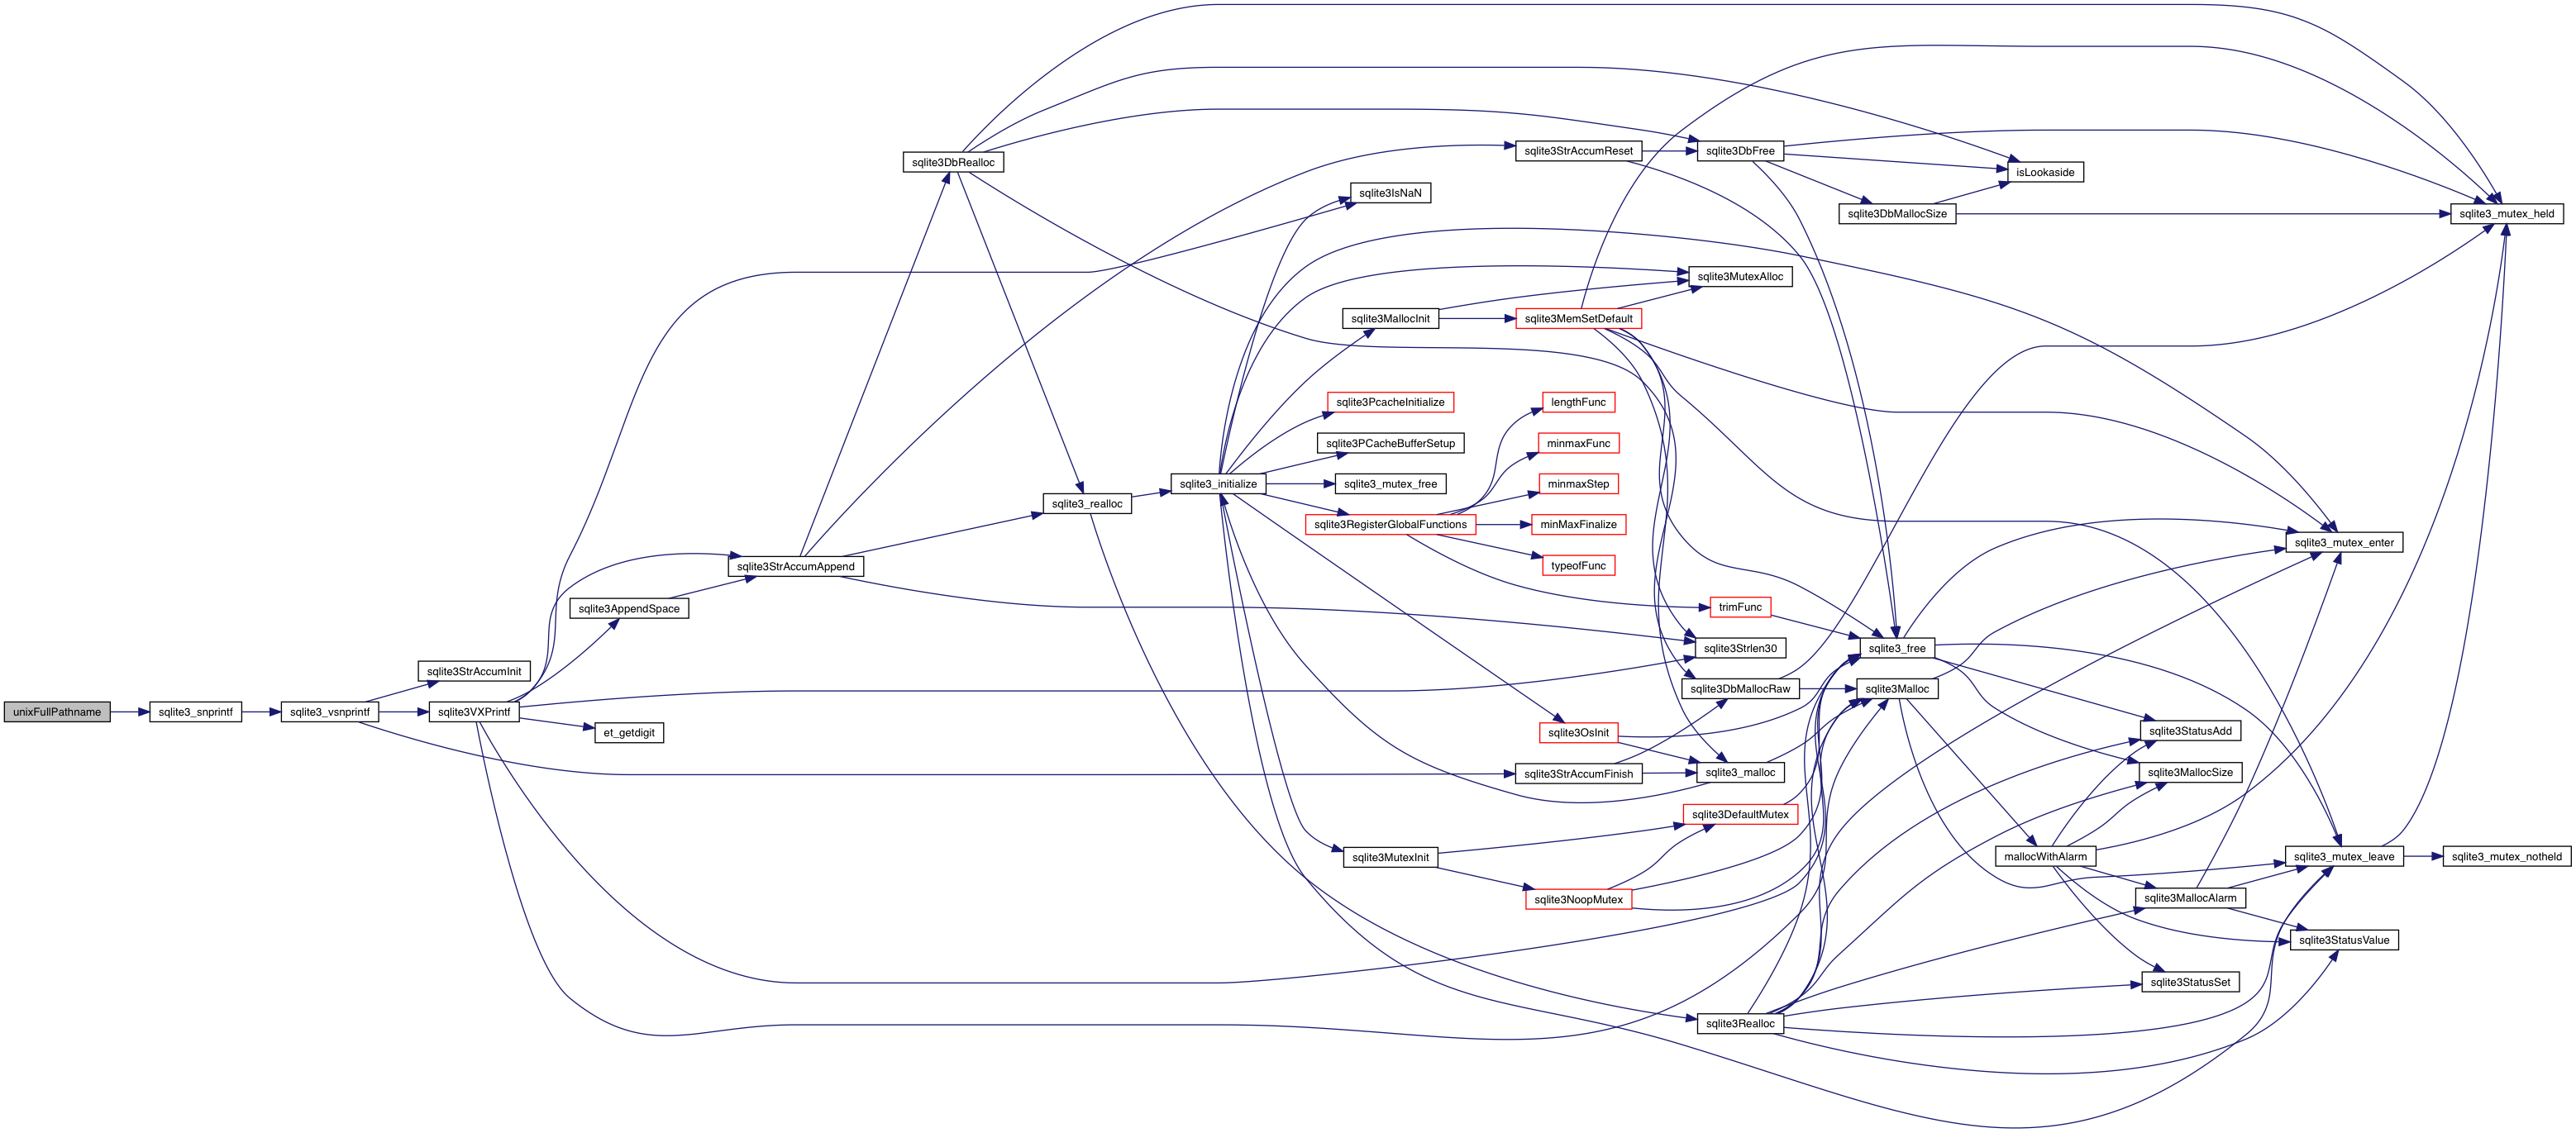 unixFullPathname
sqlite3_snprintf
sqlite3_vsnprintf
sqlite3StrAccumInit
sqlite3VXPrintf
sqlite3AppendSpace
et_getdigit
sqlite3StrAccumAppend
sqlite3DbRealloc
sqlite3_realloc
sqlite3_initialize
sqlite3IsNaN
sqlite3MallocInit
sqlite3PcacheInitialize
sqlite3PCacheBufferSetup
sqlite3_mutex_free
sqlite3RegisterGlobalFunctions
sqlite3MutexInit
sqlite3StrAccumReset
sqlite3MemSetDefault
lengthFunc
minmaxFunc
minmaxStep
minMaxFinalize
typeofFunc
sqlite3OsInit
sqlite3StrAccumFinish
sqlite3NoopMutex
sqlite3DbFree
sqlite3MutexAlloc
trimFunc
sqlite3Strlen30
sqlite3DbMallocRaw
sqlite3_malloc
sqlite3DefaultMutex
sqlite3Realloc
sqlite3DbMallocSize
sqlite3_free
sqlite3Malloc
isLookaside
mallocWithAlarm
sqlite3StatusAdd
sqlite3MallocSize
sqlite3MallocAlarm
sqlite3StatusSet
sqlite3_mutex_enter
sqlite3_mutex_leave
sqlite3StatusValue
sqlite3_mutex_held
sqlite3_mutex_notheld